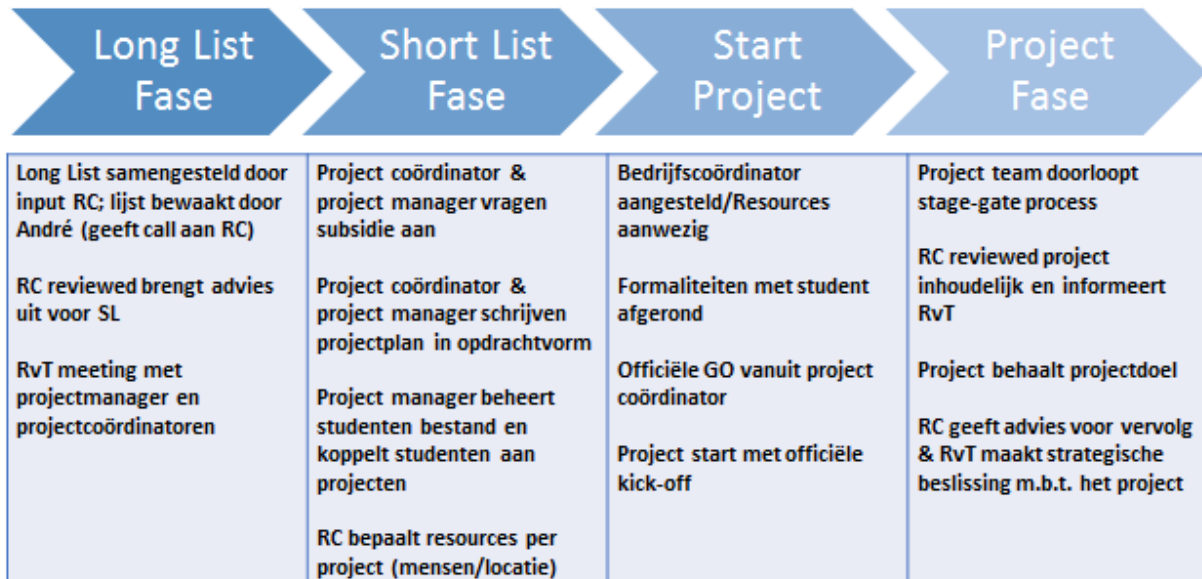 Long List
Fase
Short List
Fase
Start
Project
Project
Fase
Long List samengesteld door
input RC; lijst bewaakt door
André (geeft call aan RC)
RC reviewed brengt advies
uit voor SL
RvT meeting met
projectmanager en
projectcoördinatoren
Project coördinator &
project manager vragen
subsidie aan
Project coördinator &
project manager schrijven
projectplan in opdrachtvorm
Project manager beheert
studenten bestand en
koppelt studenten aan
projecten
RC bepaalt resources per
project (mensen/locatie)
Bedrijfscoördinator
aangesteld/Resources
aanwezig
Formaliteiten met student
afgerond
Officiële GO vanuit project
coördinator
Project start met officiële
kick-off
Project team doorloopt
stage-gate process
RC reviewed project
inhoudelijk en informeert
RvT
Project behaalt projectdoel
RC geeft advies voor vervolg
& RvT maakt strategische
beslissing m.b.t. het project